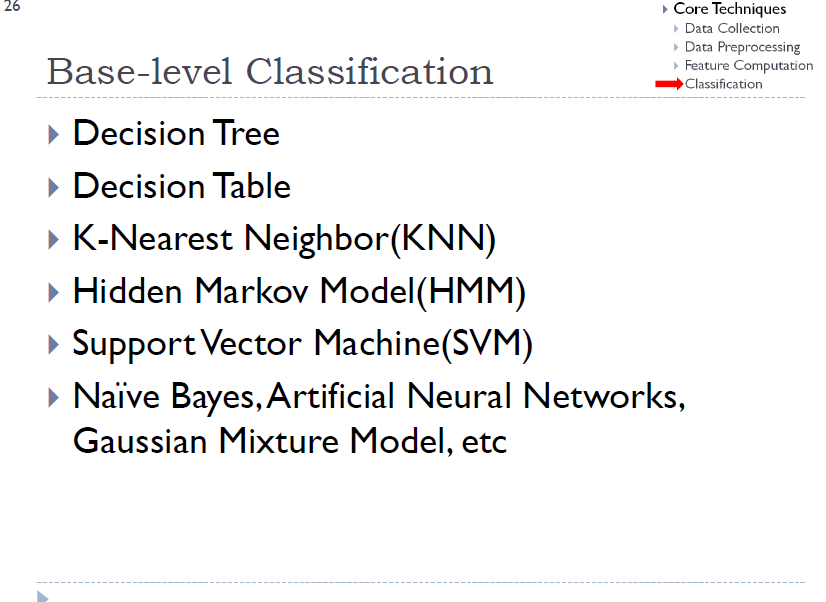 26
Core Techniques
Data Collection
Data Preprocessing
Feature Computation
Classification
Base-level Classification
Decision Tree
Decision Table
K-Nearest Neighbor(KNN)
Hidden Markov Model(HMM)
Support Vector Machine(SVM)
Naïve Bayes, Artificial Neural Networks,
Gaussian Mixture Model, etc